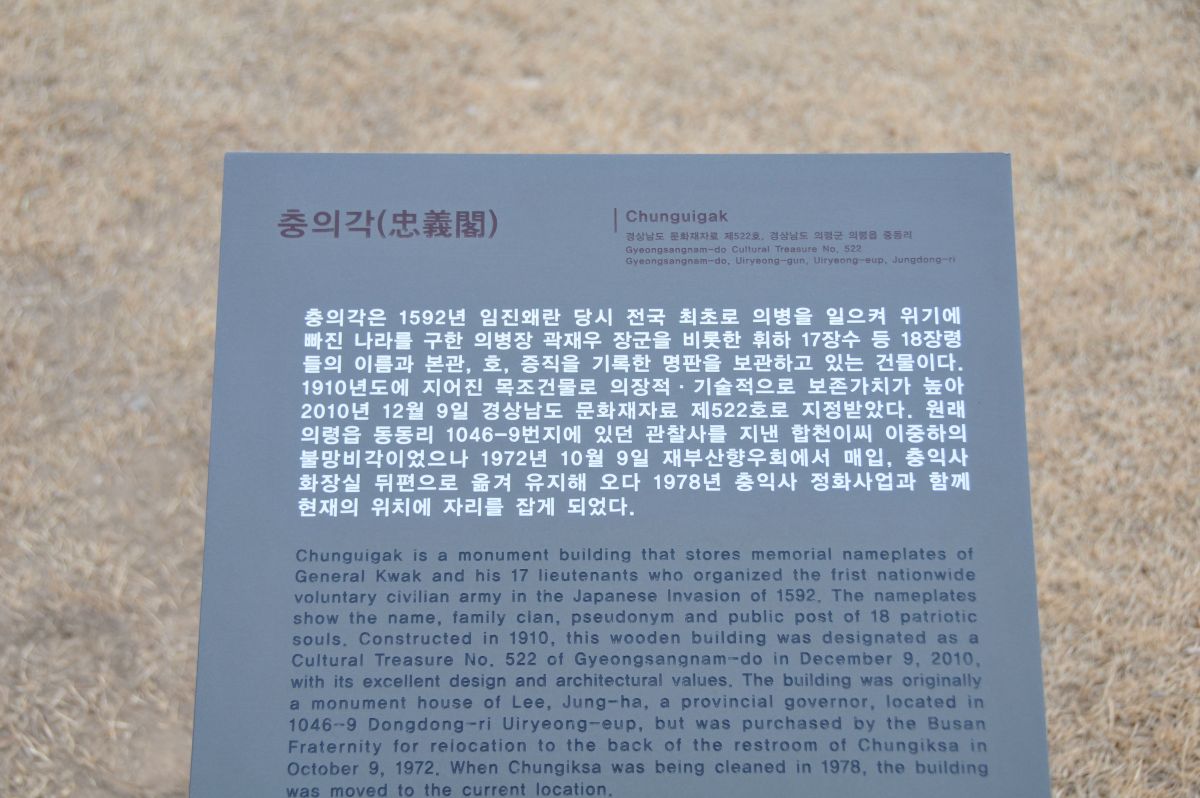 충의각(忠義閣)
Chunguigak
경상남도 문화재자료 제522호, 경상남도 의령군 의령읍 중동리
Gyeongsangnam-do Cultural Treasure No. 522
Gyeongsangnam-do, Uiryeong-gun, Uiryeong-eup, Jungdong-ri
충의각은 1592년 임진왜란 당시 전국 최초로 의병을 일으켜 위기에
빠진 나라를 구한 의병장 곽재우 장군을 비롯한 휘하 17장수 등 18장령
들의 이름과 본관, 호, 증직을 기록한 명판을 보관하고 있는 건물이다.
1910년도에 지어진 목조건물로 의장적·기술적으로 보존가치가 높아
2010년 12월 9일 경상남도 문화재자료 제522호로 지정받았다. 원래
의령읍 동동리 1046-9번지에 있던 관찰사를 지낸 합천이씨 이중하의
불망비각이었으나 1972년 10월 9일 재부산향우회에서 매입, 충익사
화장실 뒤편으로 옮겨 유지해 오다 1978년 충익사 정화사업과 함께
현재의 위치에 자리를 잡게 되었다.
Chunguigak is a monument building that stores memorial nameplates of
General Kwak and his 17 lieutenants who organized the frist nationwide
voluntary civilian army in the Japanese Invasion of 1592. The nameplates
show the name, family cian, pseudonym and public post of 18 patriotic
souls. Constructed in 1910, this wooden building was designated as a
Cultural Treasure No. 522 of Gyeongsangnam-do in December 9, 2010,
with its excellent design and architectural values. The building was originally
a monument house of Lee, Jung-ha, a provincial governor, located in
1046-9 Dongdong-ri Uiryeong-eup, but was purchased by the Busan
Fraternity for relocation to the back of the restroom of Chungiksa in
October 9, 1972. When Chungiksa was being cleaned in 1978, the building
was moved to the current location.